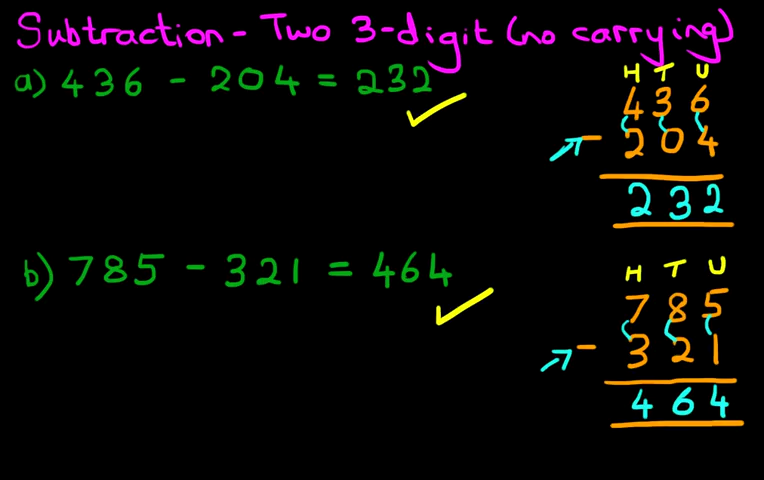 Subtraction - Two 3-digit (no carrying)
a) 436 - 204 = 232
H T U
436
- 204
232
b) 785 - 321 = 464
H T U
785
- 321
464